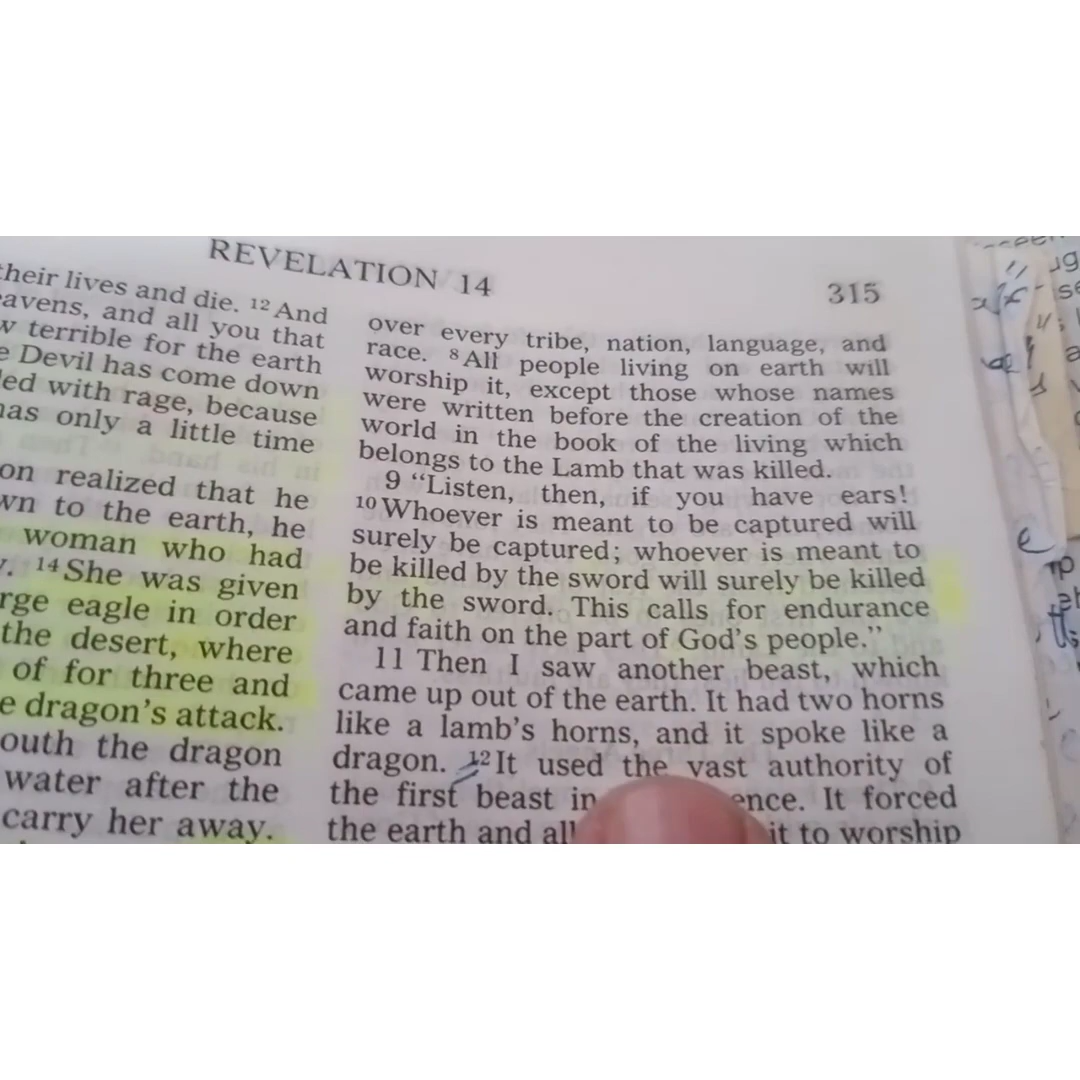 REVELATION 14
315
their lives and die. 12 And
eavens, and all you that
w terrible for the earth
e Devil has come down
led with rage, because
has only a little time
on realized that he
wn to the earth, he
woman who had
y. 14 She was given
rge eagle in order
the desert, where
of for three and
e dragon's attack.
outh the dragon
water after the
carry her away.
over every tribe, nation, language, and
race. 8 All people living on earth will
worship it, except those whose names
were written before the creation of the
world in the book of the living which
belongs to the Lamb that was killed.
9 “Listen, then, if you have ears!
10 Whoever is meant to be captured will
surely be captured; whoever is meant to
be killed by the sword will surely be killed
by the sword. This calls for endurance
and faith on the part of God's people.”
11 Then I saw another beast, which
came up out of the earth. It had two horns
like a lamb's horns, and it spoke like a
dragon. 12 It used the vast authority of
the first beast in ence. It forced
the earth and all it to worship